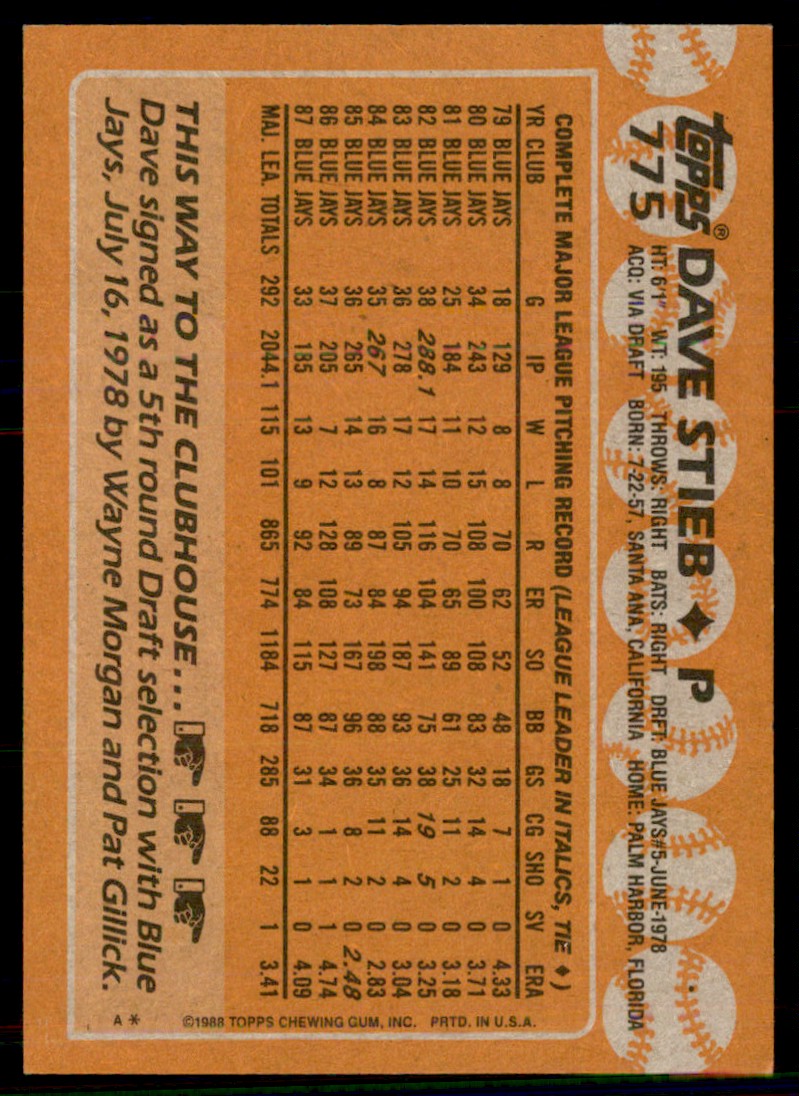 topps®
775
DAVE STIEB ♦ P
HT: 6'1" WT: 195 THROWS: RIGHT BATS: RIGHT DRFT: BLUE JAYS#5-JUNE-1978
ACQ: VIA DRAFT BORN: 7-22-57, SANTA ANA, CALIFORNIA HOME: PALM HARBOR, FLORIDA
COMPLETE MAJOR LEAGUE PITCHING RECORD (LEAGUE LEADER IN ITALICS, TIE ♦)
YR CLUB G IP W L R ER SO BB GS CG SHO SV ERA
79 BLUE JAYS 18 129 8 8 70 62 52 48 18 7 1 0 4.33
80 BLUE JAYS 34 243 12 15 108 100 108 83 32 14 4 0 3.71
81 BLUE JAYS 25 184 11 10 70 65 89 61 25 11 2 0 3.18
82 BLUE JAYS 38 288.1 17 14 116 104 141 75 38 19 5 0 3.25
83 BLUE JAYS 36 278 17 12 105 94 187 93 36 14 4 0 3.04
84 BLUE JAYS 35 267 16 8 87 84 198 88 35 11 2 0 2.83
85 BLUE JAYS 36 265 14 13 89 73 167 96 36 8 2 0 2.48
86 BLUE JAYS 37 205 7 12 128 108 127 87 34 1 1 1 4.74
87 BLUE JAYS 33 185 13 9 92 84 115 87 31 3 1 0 4.09
MAJ. LEA. TOTALS 292 2044.1 115 101 865 774 1184 718 285 88 22 1 3.41
THIS WAY TO THE CLUBHOUSE...
Dave signed as a 5th round Draft selection with Blue
Jays, July 16, 1978 by Wayne Morgan and Pat Gillick.
©1988 TOPPS CHEWING GUM, INC. PRTD. IN U.S.A.
A *